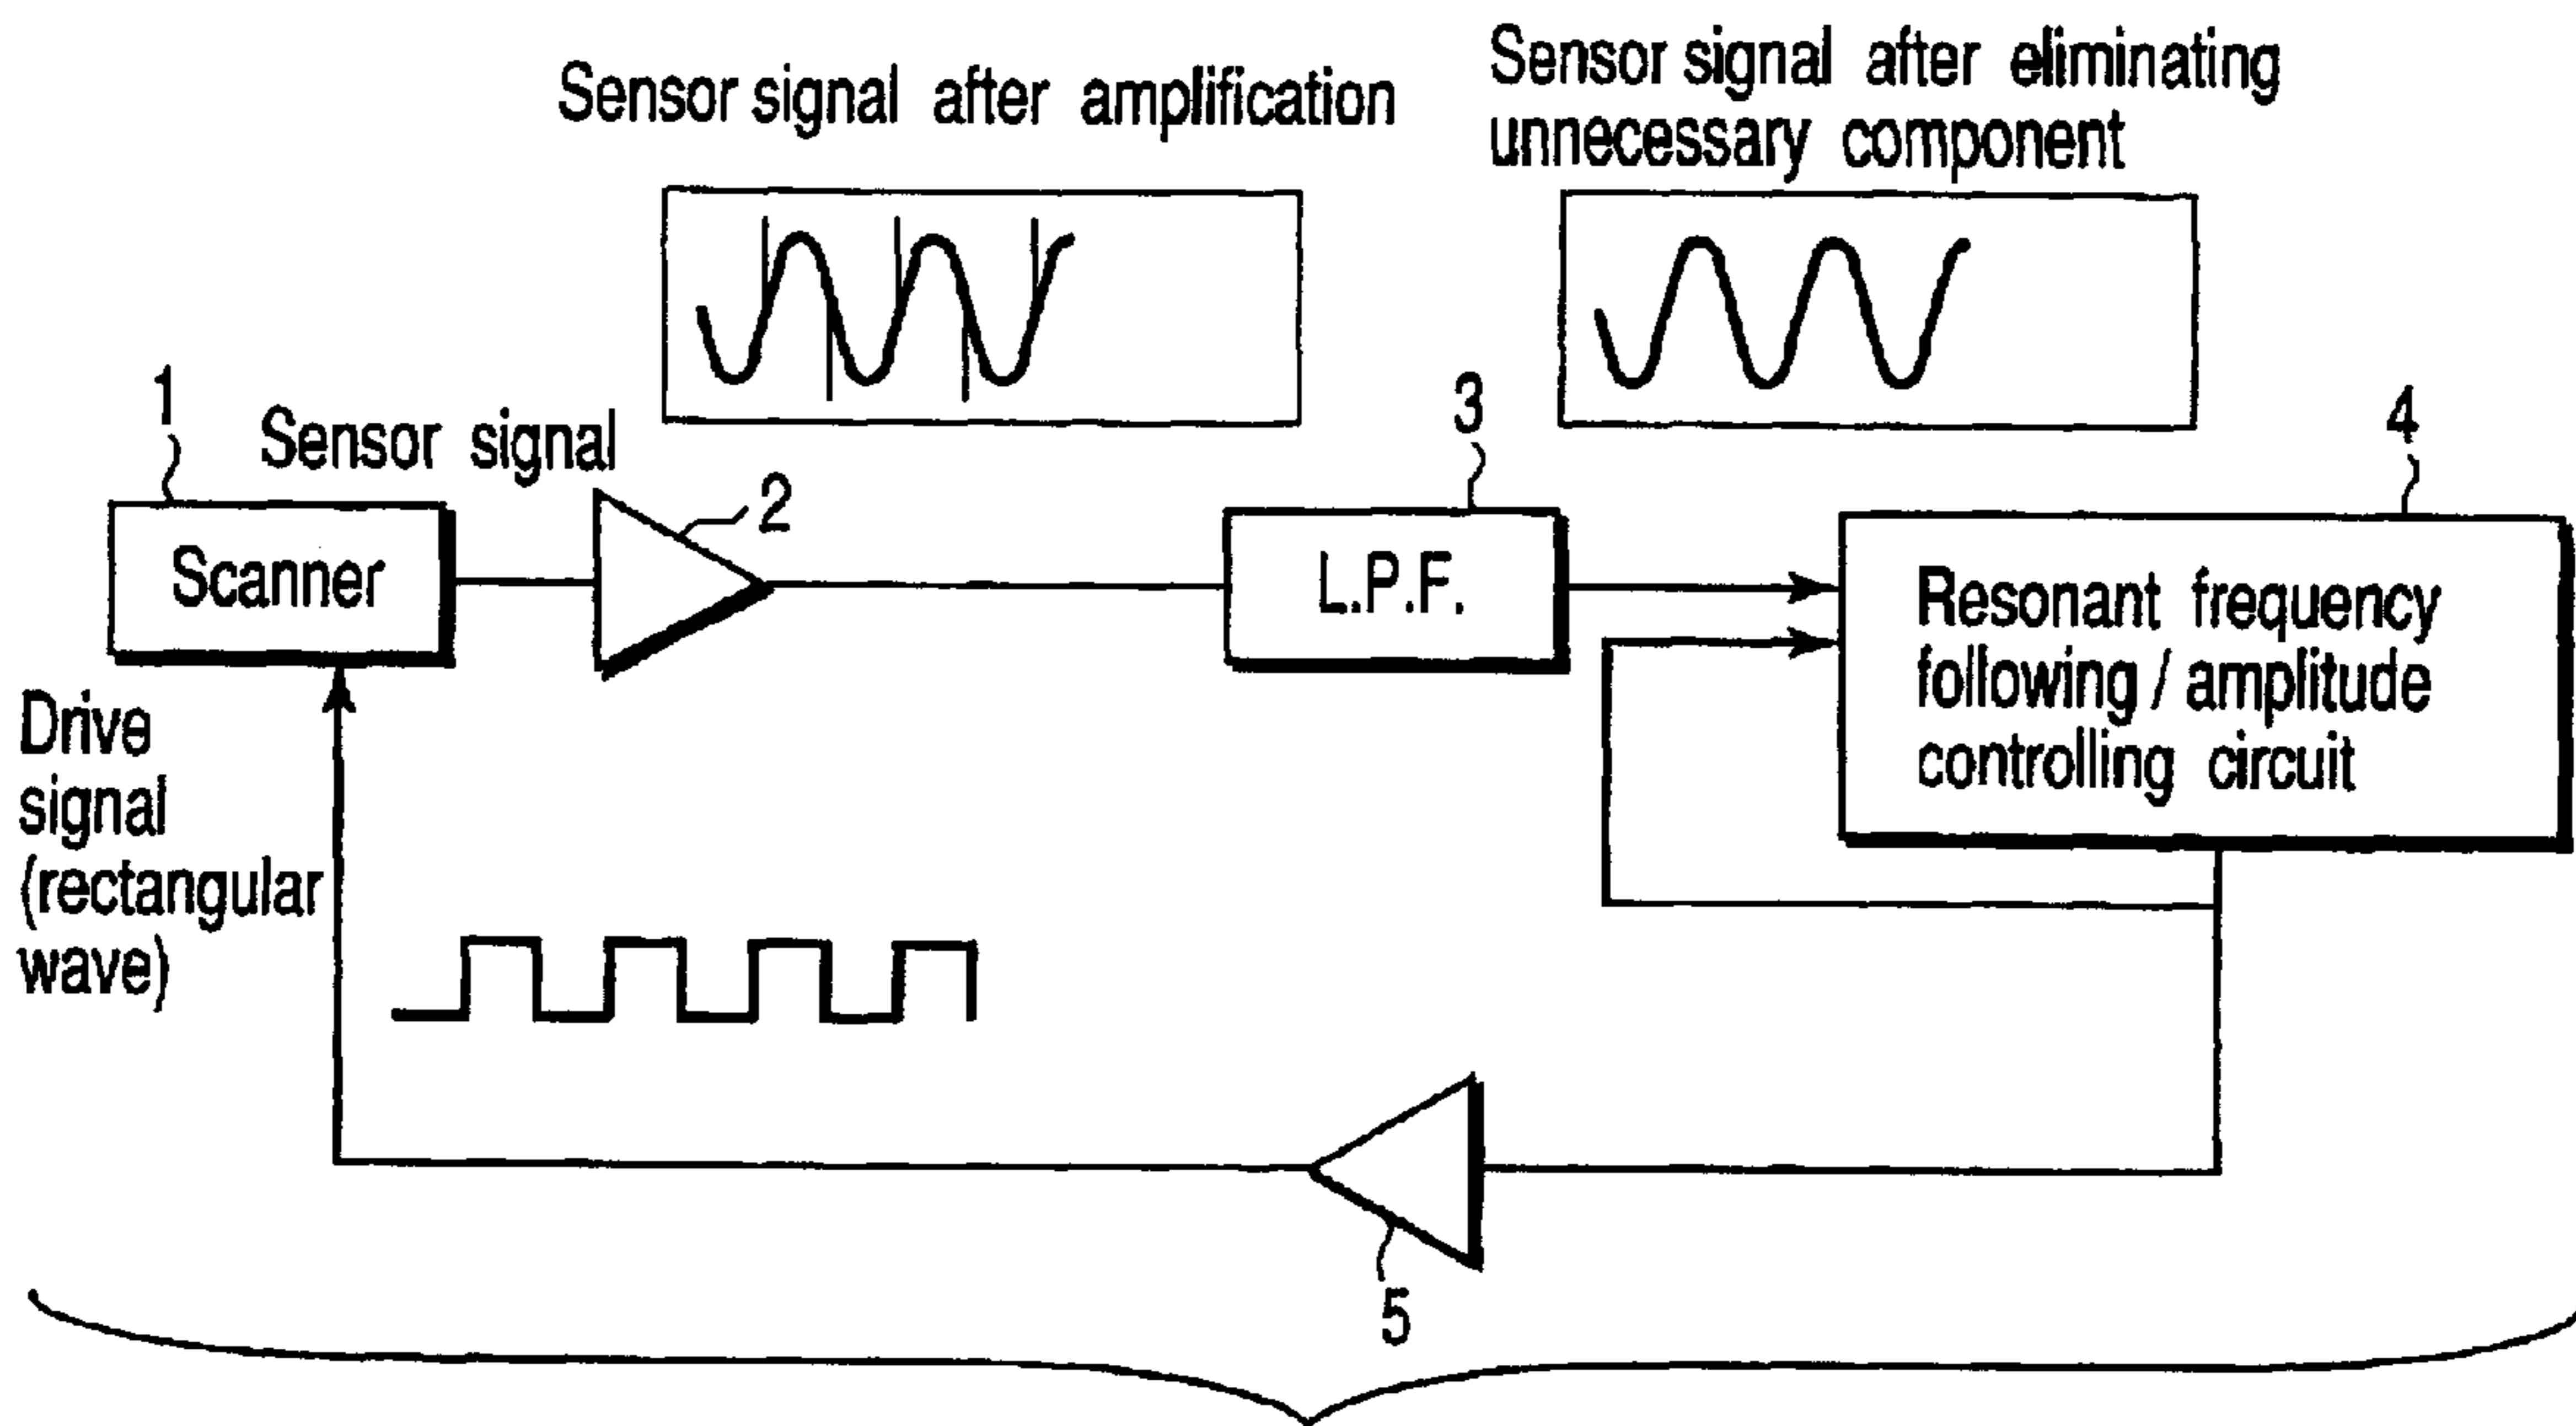 Sensor signal after amplification
Sensor signal after eliminating
unnecessary component
1
Sensor signal
2
3
4
Scanner
L.P.F.
Resonant frequency
following / amplitude
controlling circuit
Drive
signal
(rectangular
wave)
5